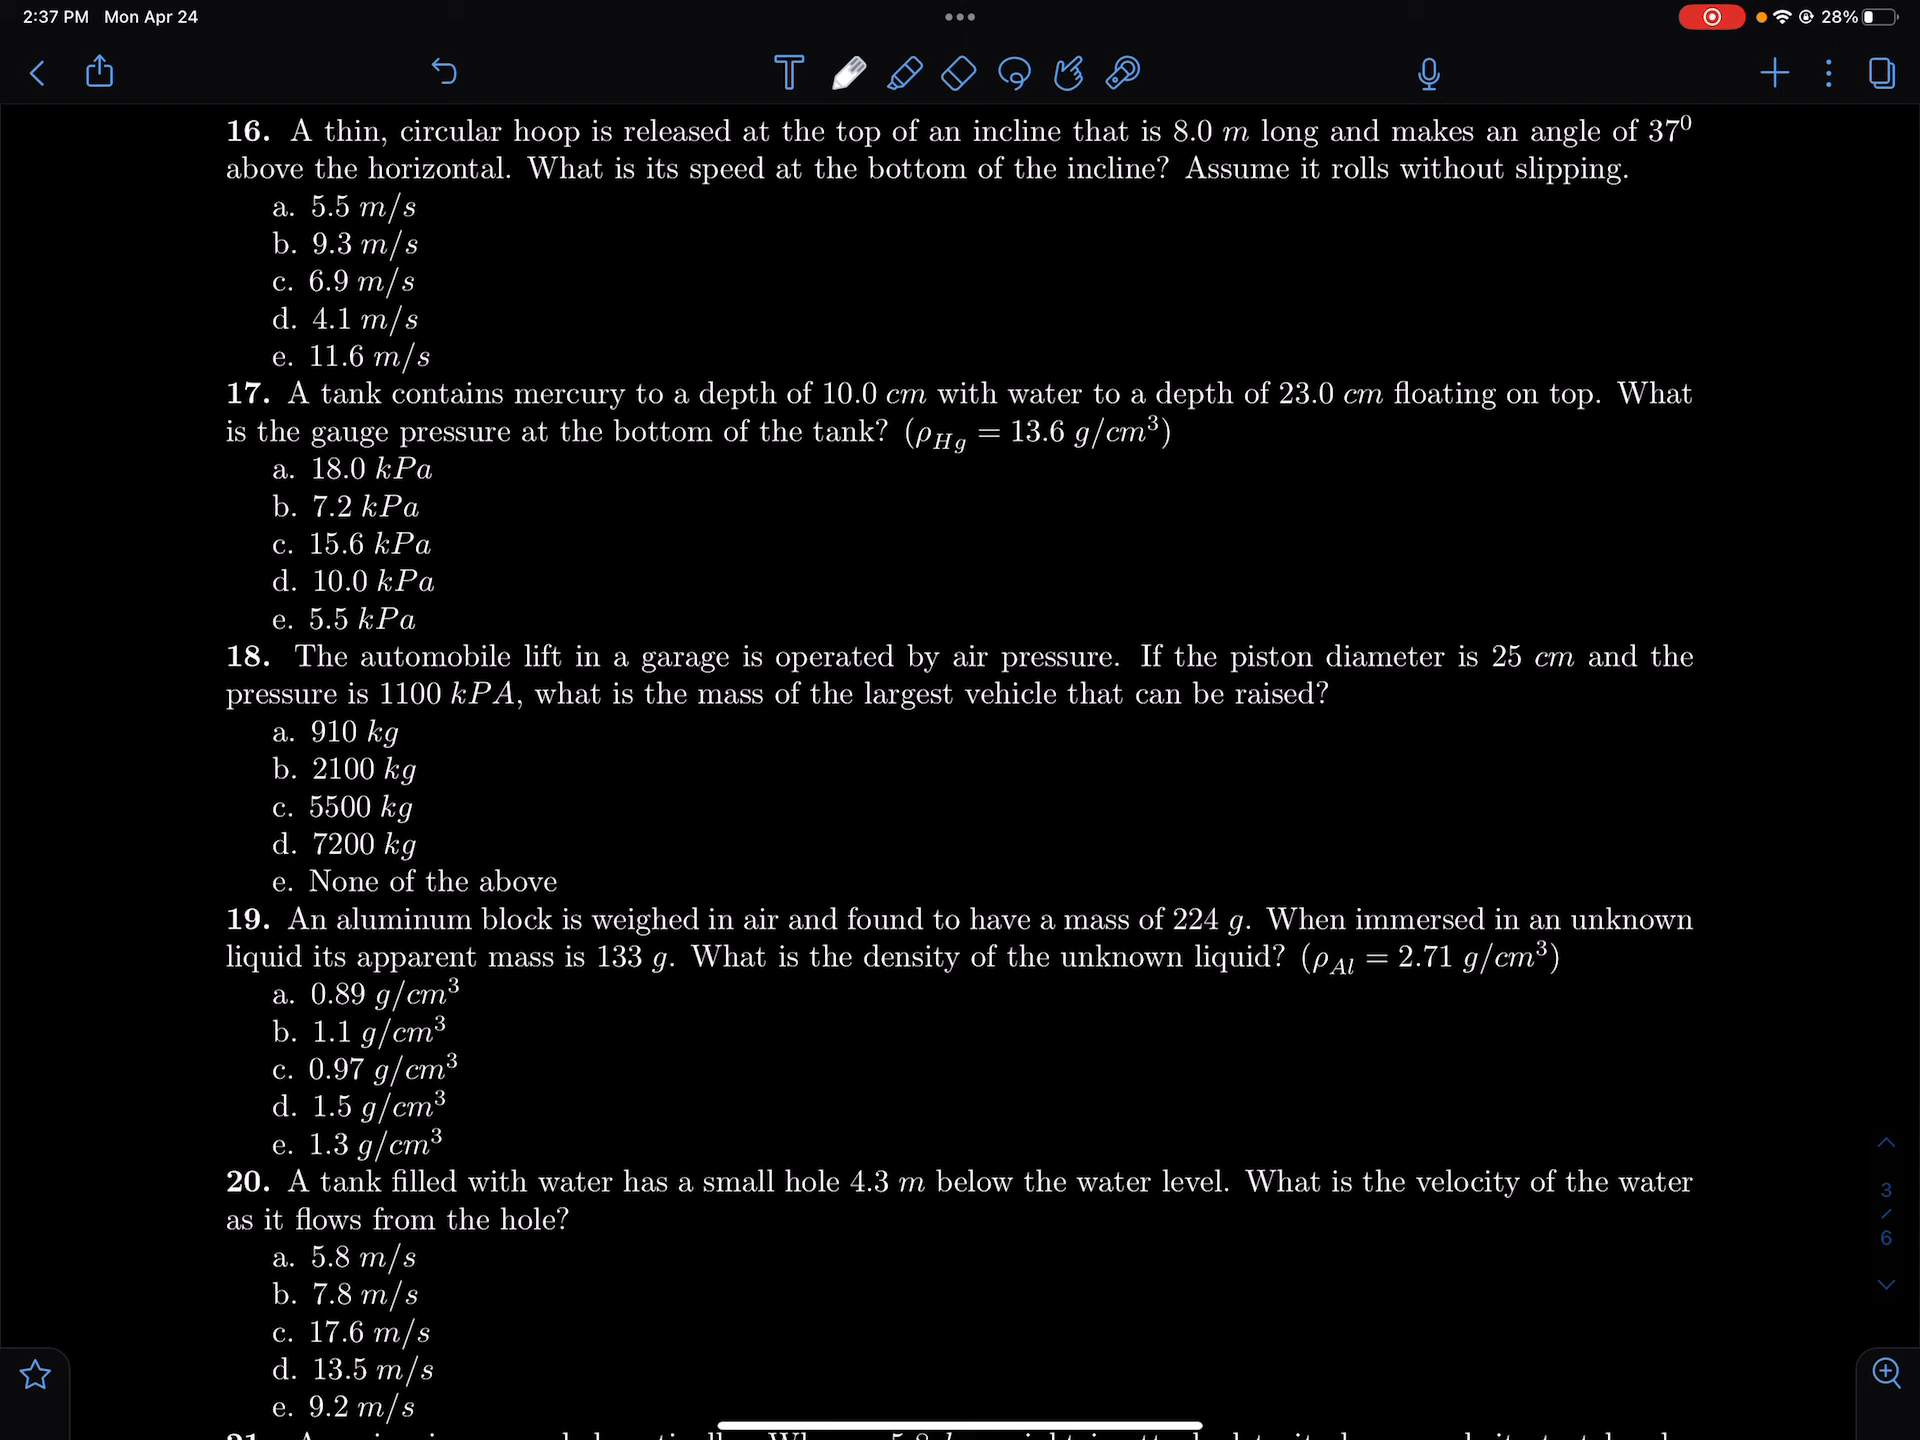 2:37 PM Mon Apr 24
28%
16. A thin, circular hoop is released at the top of an incline that is 8.0 m long and makes an angle of 37⁰
above the horizontal. What is its speed at the bottom of the incline? Assume it rolls without slipping.
a. 5.5 m/s
b. 9.3 m/s
c. 6.9 m/s
d. 4.1 m/s
e. 11.6 m/s
17. A tank contains mercury to a depth of 10.0 cm with water to a depth of 23.0 cm floating on top. What
is the gauge pressure at the bottom of the tank? (ρ_Hg = 13.6 g/cm³)
a. 18.0 kPa
b. 7.2 kPa
c. 15.6 kPa
d. 10.0 kPa
e. 5.5 kPa
18. The automobile lift in a garage is operated by air pressure. If the piston diameter is 25 cm and the
pressure is 1100 kPA, what is the mass of the largest vehicle that can be raised?
a. 910 kg
b. 2100 kg
c. 5500 kg
d. 7200 kg
e. None of the above
19. An aluminum block is weighed in air and found to have a mass of 224 g. When immersed in an unknown
liquid its apparent mass is 133 g. What is the density of the unknown liquid? (ρ_Al = 2.71 g/cm³)
a. 0.89 g/cm³
b. 1.1 g/cm³
c. 0.97 g/cm³
d. 1.5 g/cm³
e. 1.3 g/cm³
20. A tank filled with water has a small hole 4.3 m below the water level. What is the velocity of the water
as it flows from the hole?
a. 5.8 m/s
b. 7.8 m/s
c. 17.6 m/s
d. 13.5 m/s
e. 9.2 m/s
3
/
6